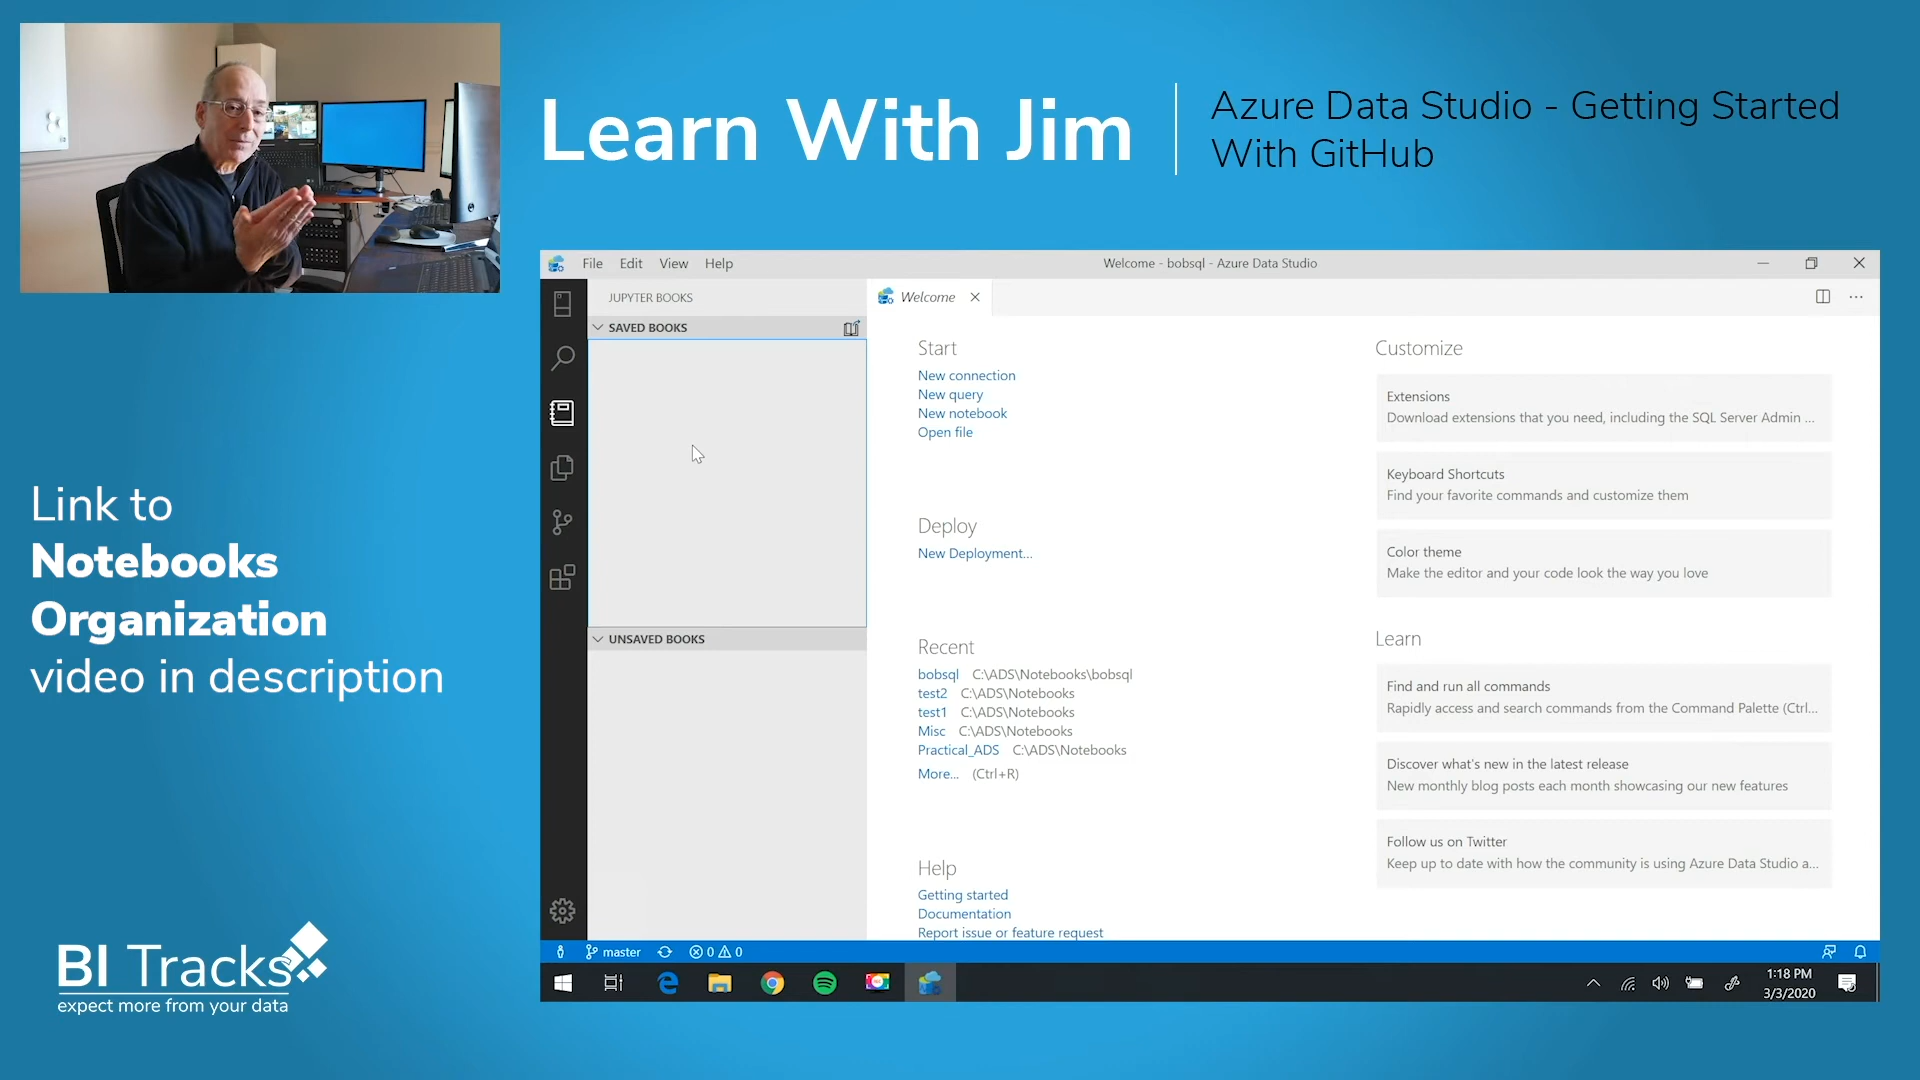 Learn With Jim
Azure Data Studio - Getting Started
With GitHub
File Edit View Help
Welcome - bobsql - Azure Data Studio
JUPYTER BOOKS
Welcome
SAVED BOOKS
UNSAVED BOOKS
Start
New connection
New query
New notebook
Open file
Deploy
New Deployment...
Recent
bobsql C:\ADS\Notebooks\bobsql
test2 C:\ADS\Notebooks
test1 C:\ADS\Notebooks
Misc C:\ADS\Notebooks
Practical_ADS C:\ADS\Notebooks
More... (Ctrl+R)
Help
Getting started
Documentation
Report issue or feature request
Customize
Extensions
Download extensions that you need, including the SQL Server Admin ...
Keyboard Shortcuts
Find your favorite commands and customize them
Color theme
Make the editor and your code look the way you love
Learn
Find and run all commands
Rapidly access and search commands from the Command Palette (Ctrl...
Discover what's new in the latest release
New monthly blog posts each month showcasing our new features
Follow us on Twitter
Keep up to date with how the community is using Azure Data Studio a...
master 0 0
1:18 PM
3/3/2020
Link to
Notebooks
Organization
video in description
BI Tracks
expect more from your data